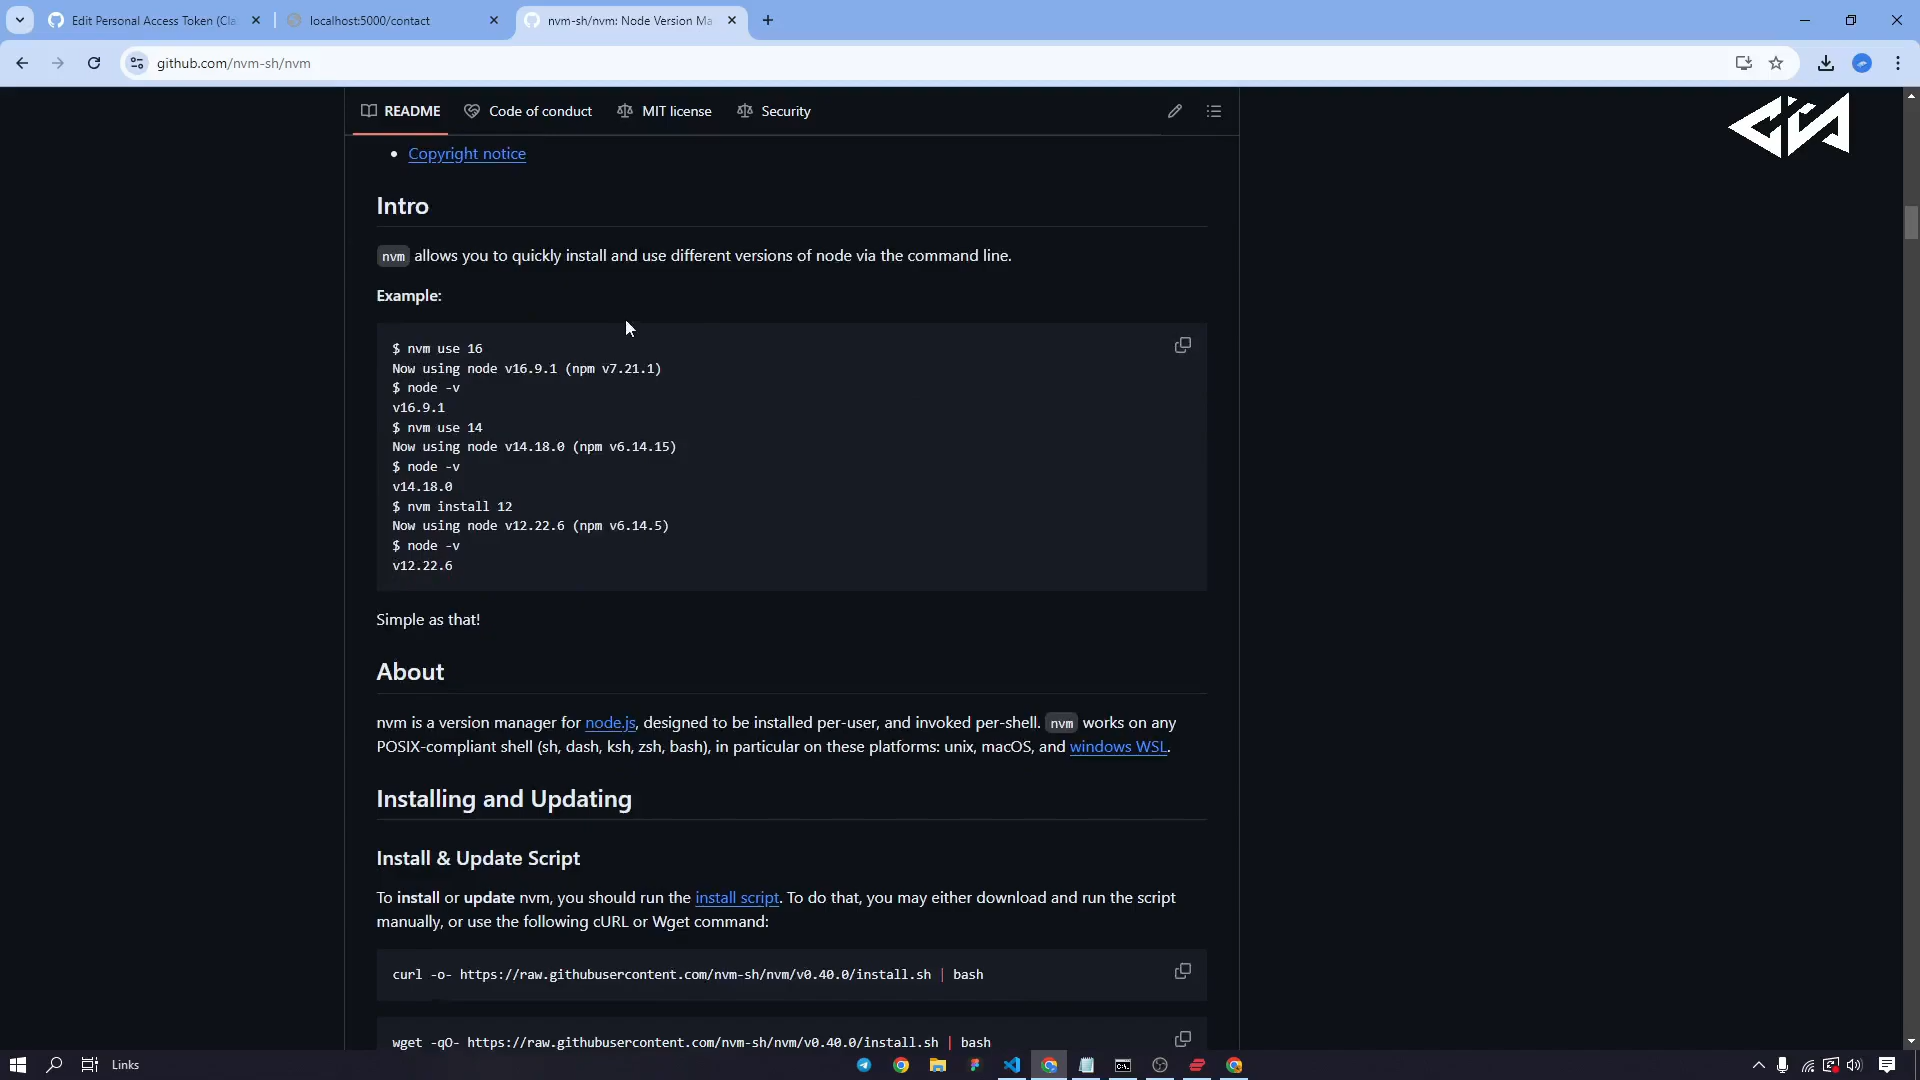 Edit Personal Access Token (Cla
localhost:5000/contact
nvm-sh/nvm: Node Version Ma
github.com/nvm-sh/nvm
README
Code of conduct
MIT license
Security
Copyright notice
Intro
nvm allows you to quickly install and use different versions of node via the command line.
Example:
$ nvm use 16
Now using node v16.9.1 (npm v7.21.1)
$ node -v
v16.9.1
$ nvm use 14
Now using node v14.18.0 (npm v6.14.15)
$ node -v
v14.18.0
$ nvm install 12
Now using node v12.22.6 (npm v6.14.5)
$ node -v
v12.22.6
Simple as that!
About
nvm is a version manager for node.js, designed to be installed per-user, and invoked per-shell. nvm works on any
POSIX-compliant shell (sh, dash, ksh, zsh, bash), in particular on these platforms: unix, macOS, and windows WSL.
Installing and Updating
Install & Update Script
To install or update nvm, you should run the install script. To do that, you may either download and run the script
manually, or use the following cURL or Wget command:
curl -o- https://raw.githubusercontent.com/nvm-sh/nvm/v0.40.0/install.sh | bash
wget -qO- https://raw.githubusercontent.com/nvm-sh/nvm/v0.40.0/install.sh | bash
Links